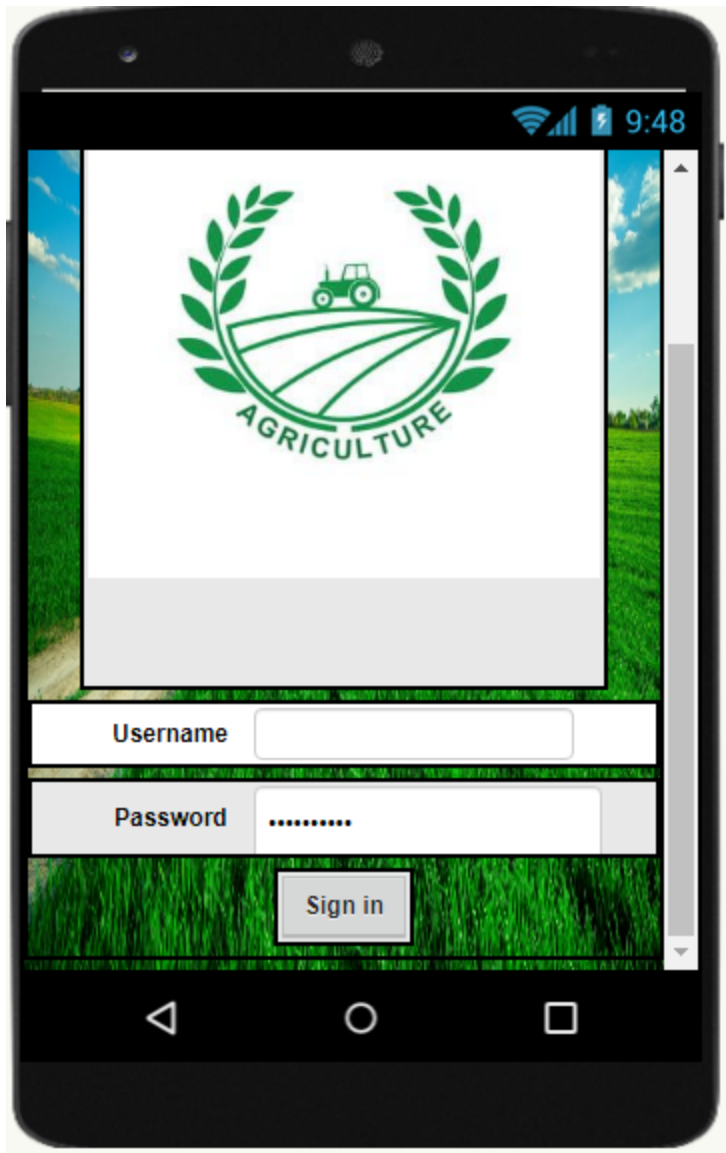 9:48
AGRICULTURE
Username
Password ••••••••••
Sign in